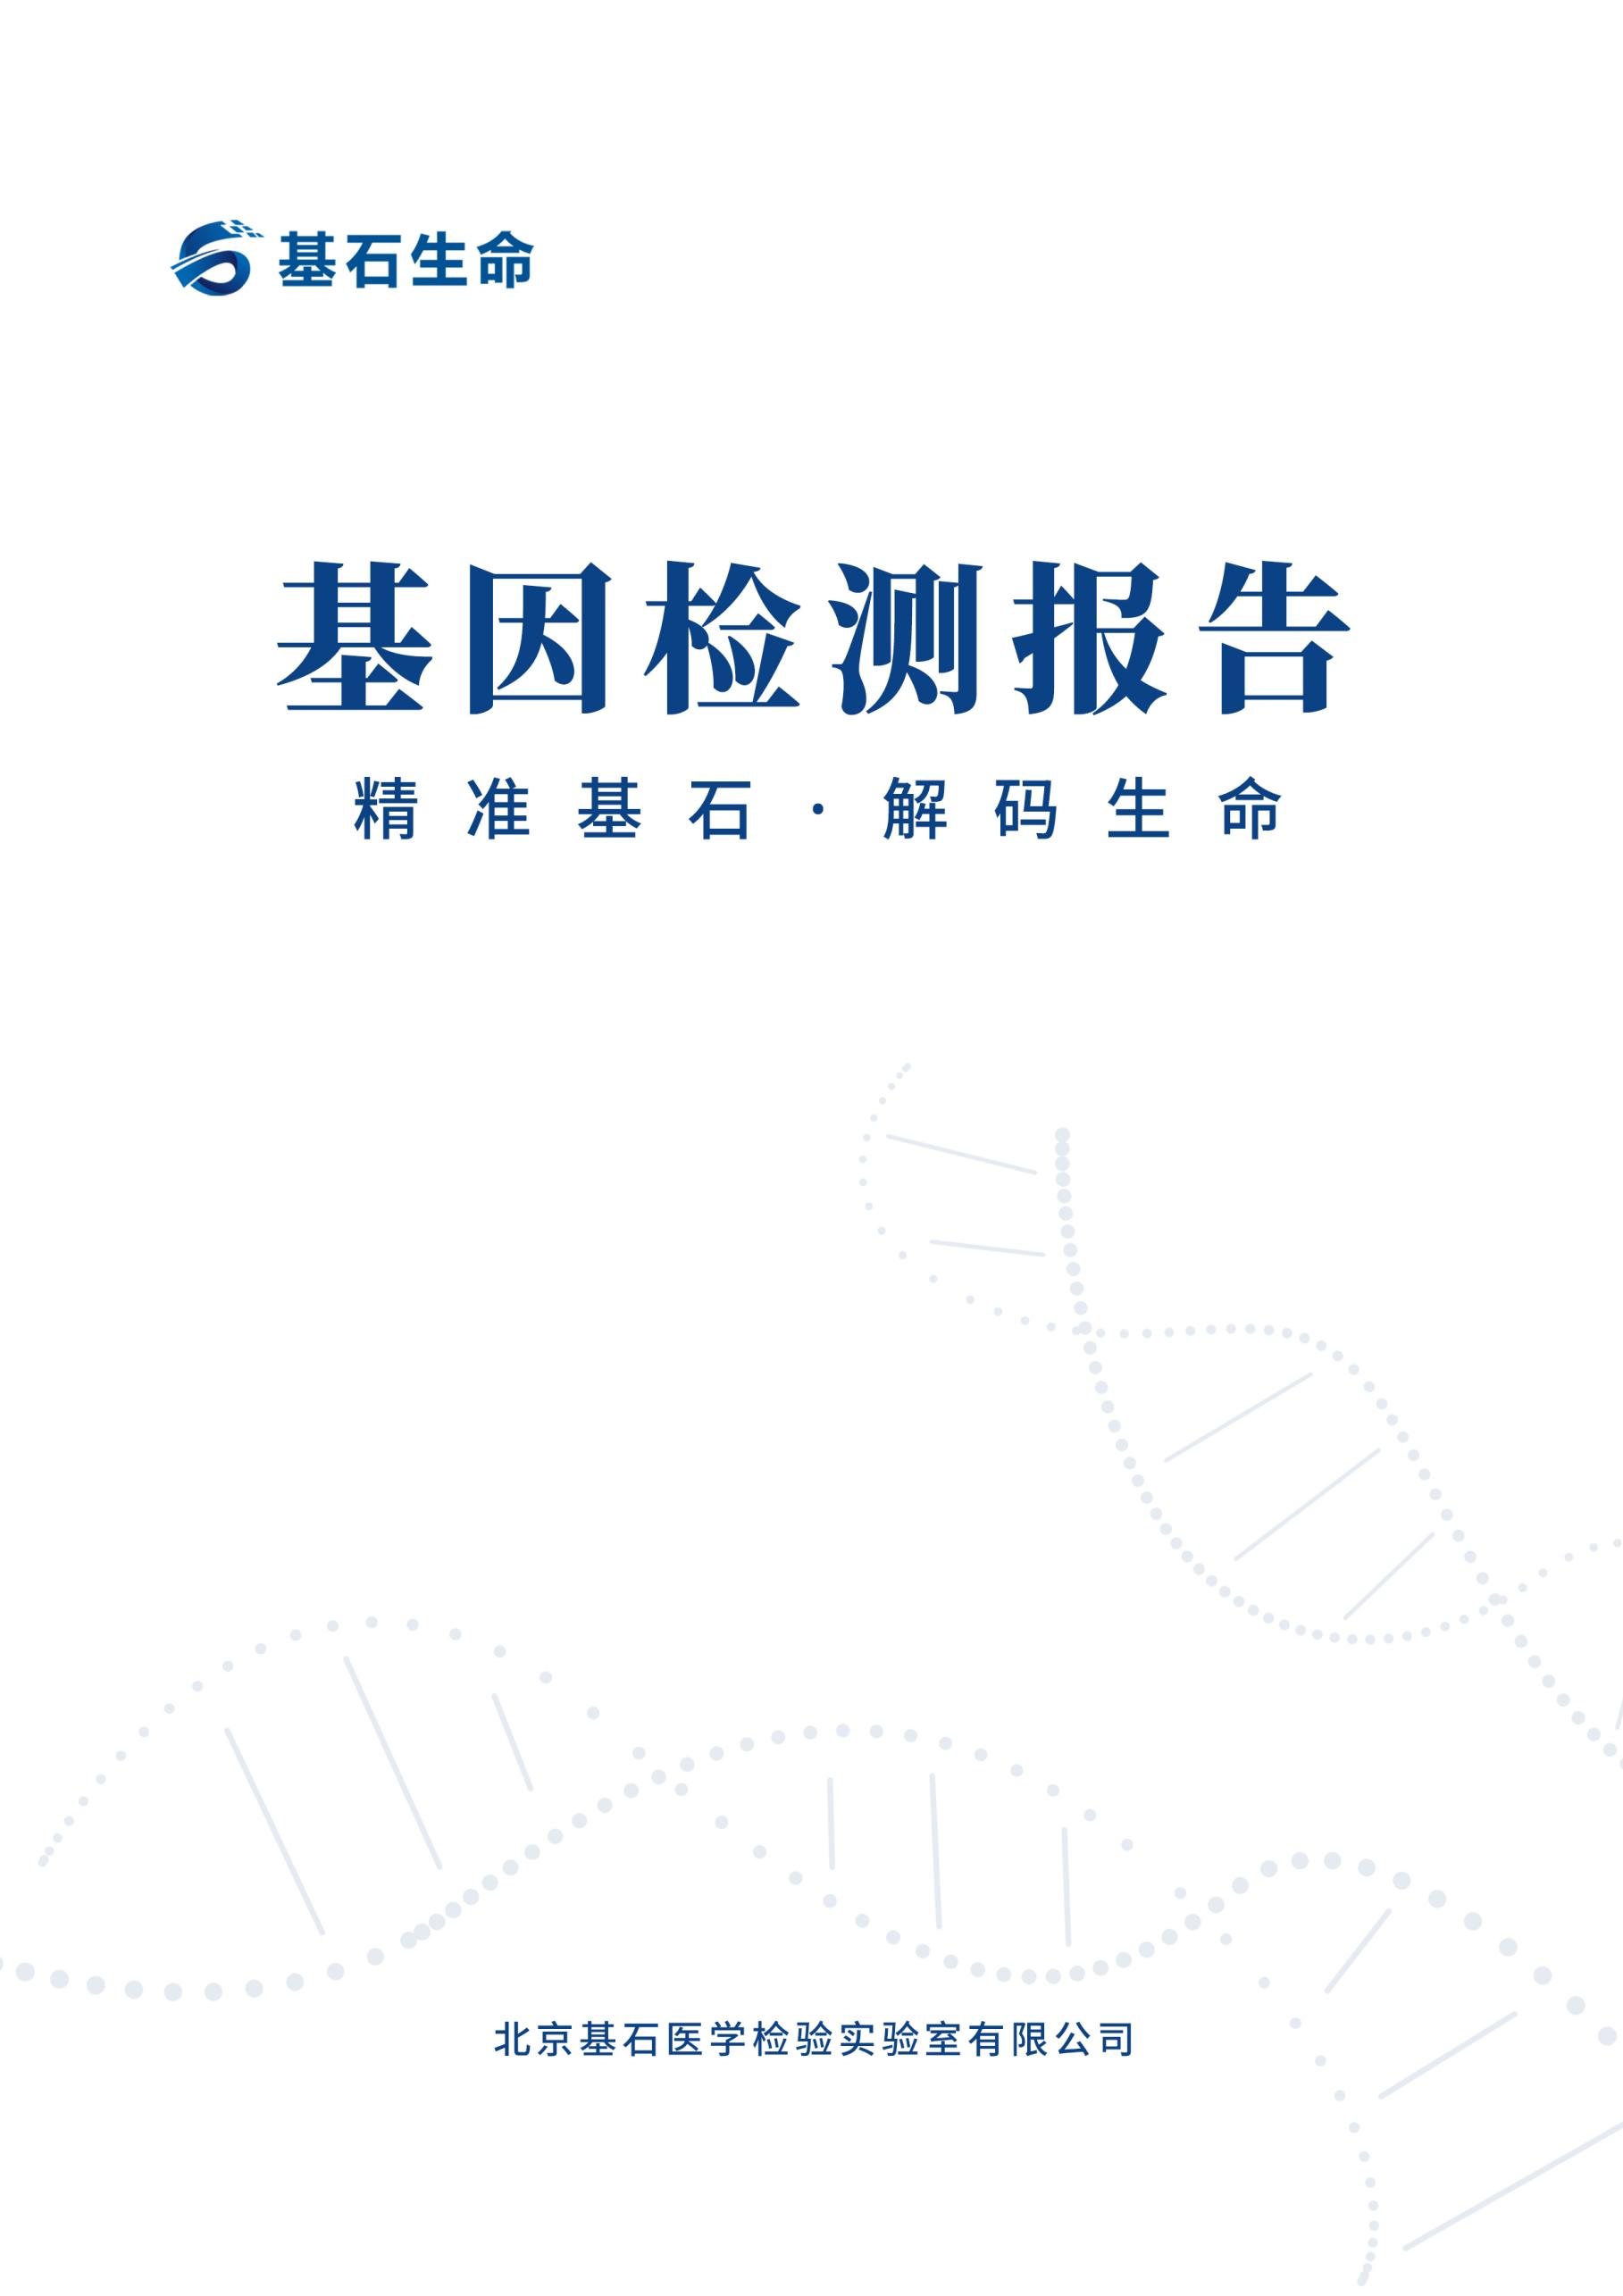 基石生命
基因检测报告
精准基石·解码生命
北京基石医学检验实验室有限公司